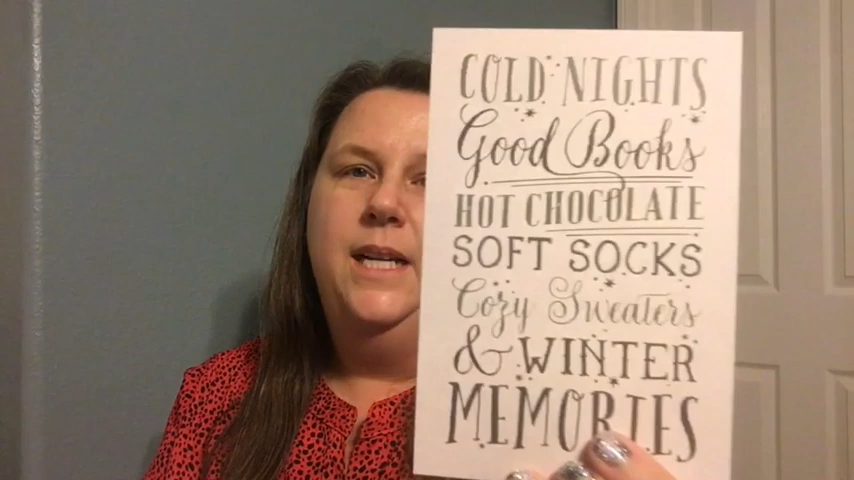 COLD NIGHTS
Good Books
HOT CHOCOLATE
SOFT SOCKS
Cozy Sweaters
& WINTER
MEMORIES